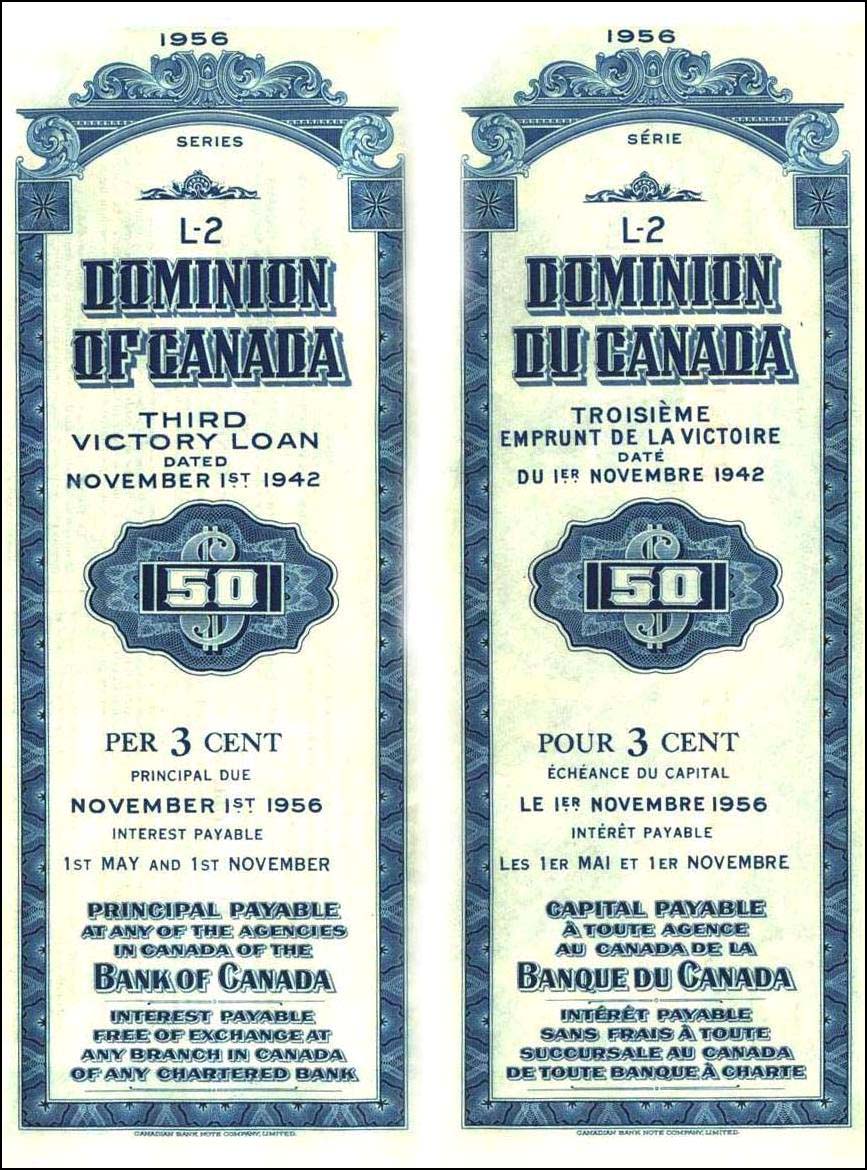 1956
SERIES
L-2
DOMINION
OF CANADA
THIRD
VICTORY LOAN
DATED
NOVEMBER 1ST 1942
$
50
PER 3 CENT
PRINCIPAL DUE
NOVEMBER 1ST 1956
INTEREST PAYABLE
1ST MAY AND 1ST NOVEMBER
PRINCIPAL PAYABLE
AT ANY OF THE AGENCIES
IN CANADA OF THE
BANK OF CANADA
INTEREST PAYABLE
FREE OF EXCHANGE AT
ANY BRANCH IN CANADA
OF ANY CHARTERED BANK
CANADIAN BANK NOTE COMPANY, LIMITED.
1956
SÉRIE
L-2
DOMINION
DU CANADA
TROISIÈME
EMPRUNT DE LA VICTOIRE
DATÉ
DU 1ER NOVEMBRE 1942
$
50
POUR 3 CENT
ÉCHÉANCE DU CAPITAL
LE 1ER NOVEMBRE 1956
INTÉRÊT PAYABLE
LES 1ER MAI ET 1ER NOVEMBRE
CAPITAL PAYABLE
À TOUTE AGENCE
AU CANADA DE LA
BANQUE DU CANADA
INTÉRÊT PAYABLE
SANS FRAIS À TOUTE
SUCCURSALE AU CANADA
DE TOUTE BANQUE À CHARTE
CANADIAN BANK NOTE COMPANY, LIMITED.